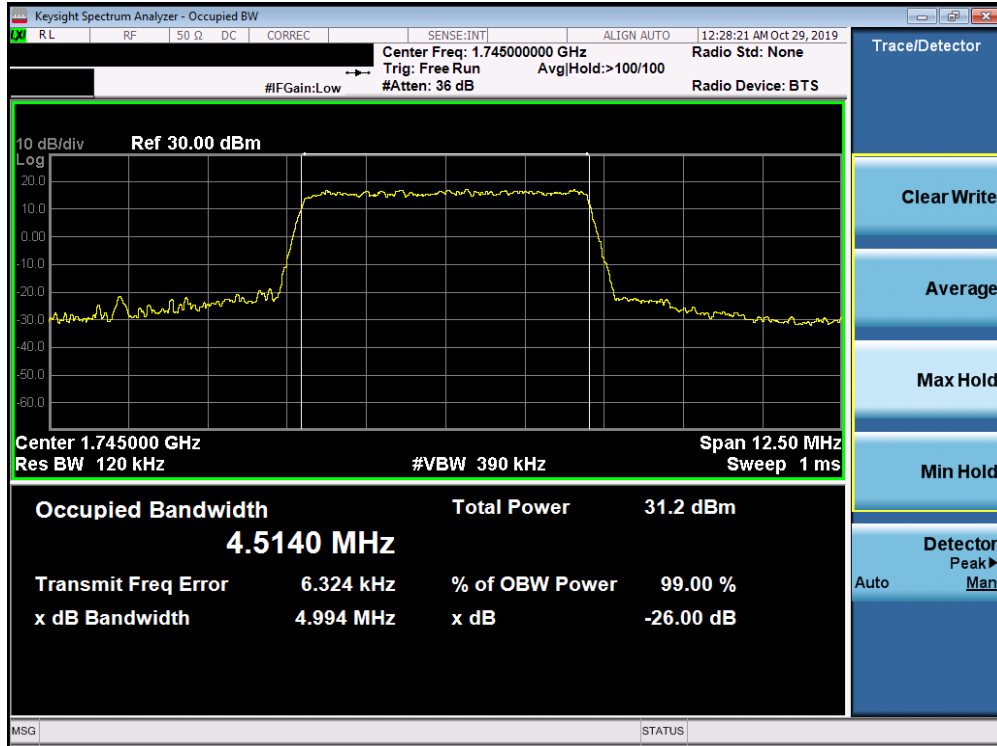 Keysight Spectrum Analyzer - Occupied BW
LXI RL RF 50 Ω DC CORREC SENSE:INT ALIGN AUTO 12:28:21 AM Oct 29, 2019
Center Freq: 1.745000000 GHz Radio Std: None
Trig: Free Run Avg|Hold:>100/100
#IFGain:Low #Atten: 36 dB Radio Device: BTS
Trace/Detector
10 dB/div Ref 30.00 dBm
Log
20.0
10.0
0.00
-10.0
-20.0
-30.0
-40.0
-50.0
-60.0
Center 1.745000 GHz Span 12.50 MHz
Res BW 120 kHz #VBW 390 kHz Sweep 1 ms
Occupied Bandwidth Total Power 31.2 dBm
4.5140 MHz
Transmit Freq Error 6.324 kHz % of OBW Power 99.00 %
x dB Bandwidth 4.994 MHz x dB -26.00 dB
Clear Write
Average
Max Hold
Min Hold
Detector
Peak▶
Auto Man
MSG STATUS